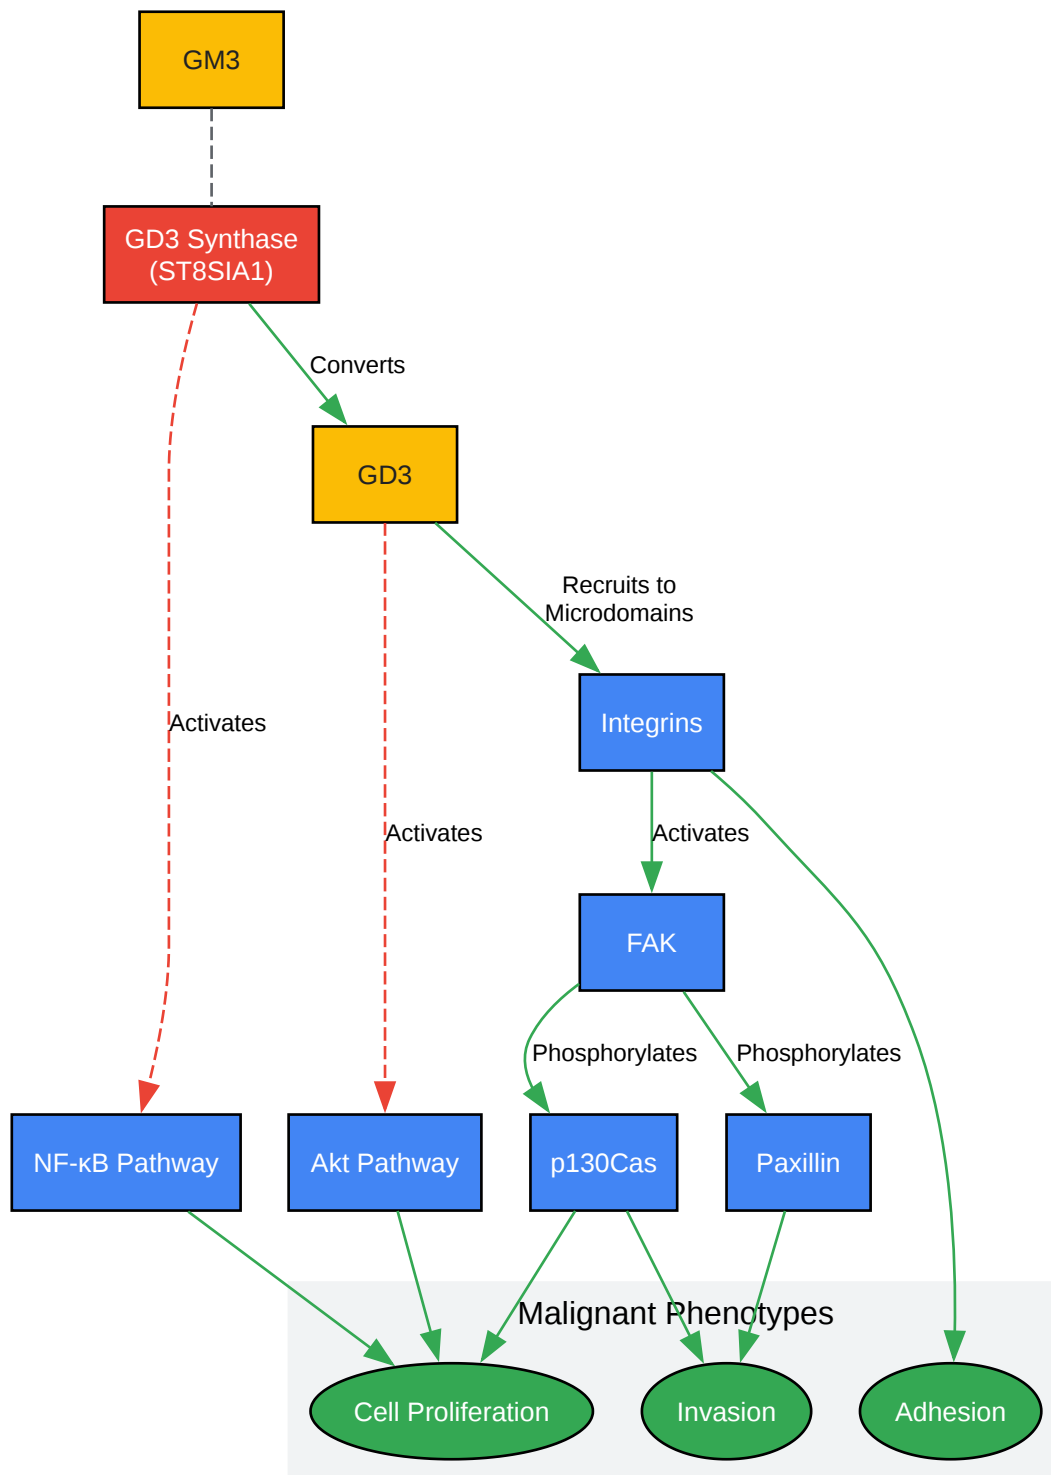 GM3
GD3 Synthase
(ST8SIA1)
Converts
GD3
Recruits to
Microdomains
Integrins
Activates
Activates
Activates
FAK
Phosphorylates
Phosphorylates
NF-κB Pathway
Akt Pathway
p130Cas
Paxillin
Malignant Phenotypes
Cell Proliferation
Invasion
Adhesion